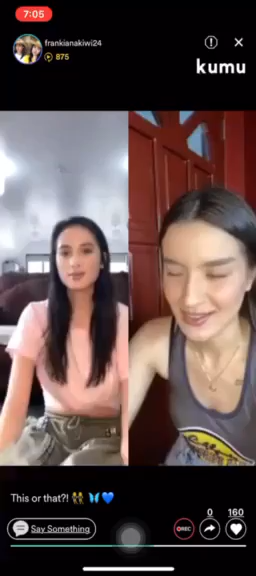 7:05
frankianakiwi24
875
kumu
This or that?! 👯 🦋 💙
Say Something
REC
0
160